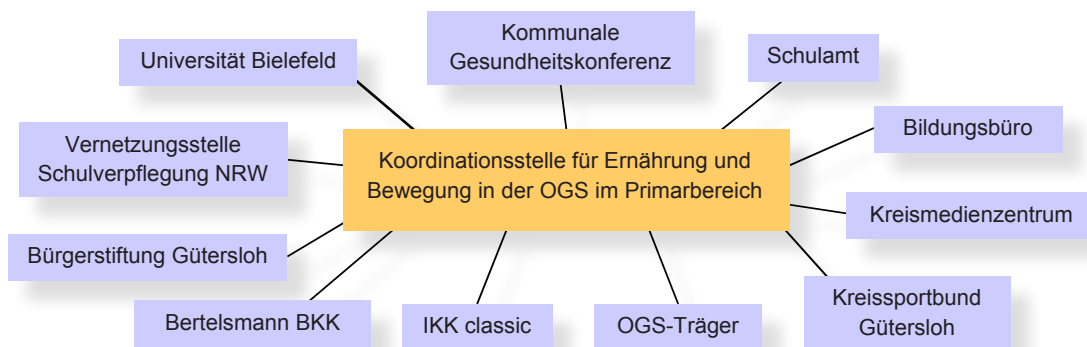 Kommunale
Gesundheitskonferenz
Universität Bielefeld
Schulamt
Bildungsbüro
Vernetzungsstelle
Schulverpflegung NRW
Koordinationsstelle für Ernährung und
Bewegung in der OGS im Primarbereich
Kreismedienzentrum
Bürgerstiftung Gütersloh
Kreissportbund
Gütersloh
Bertelsmann BKK
IKK classic
OGS-Träger